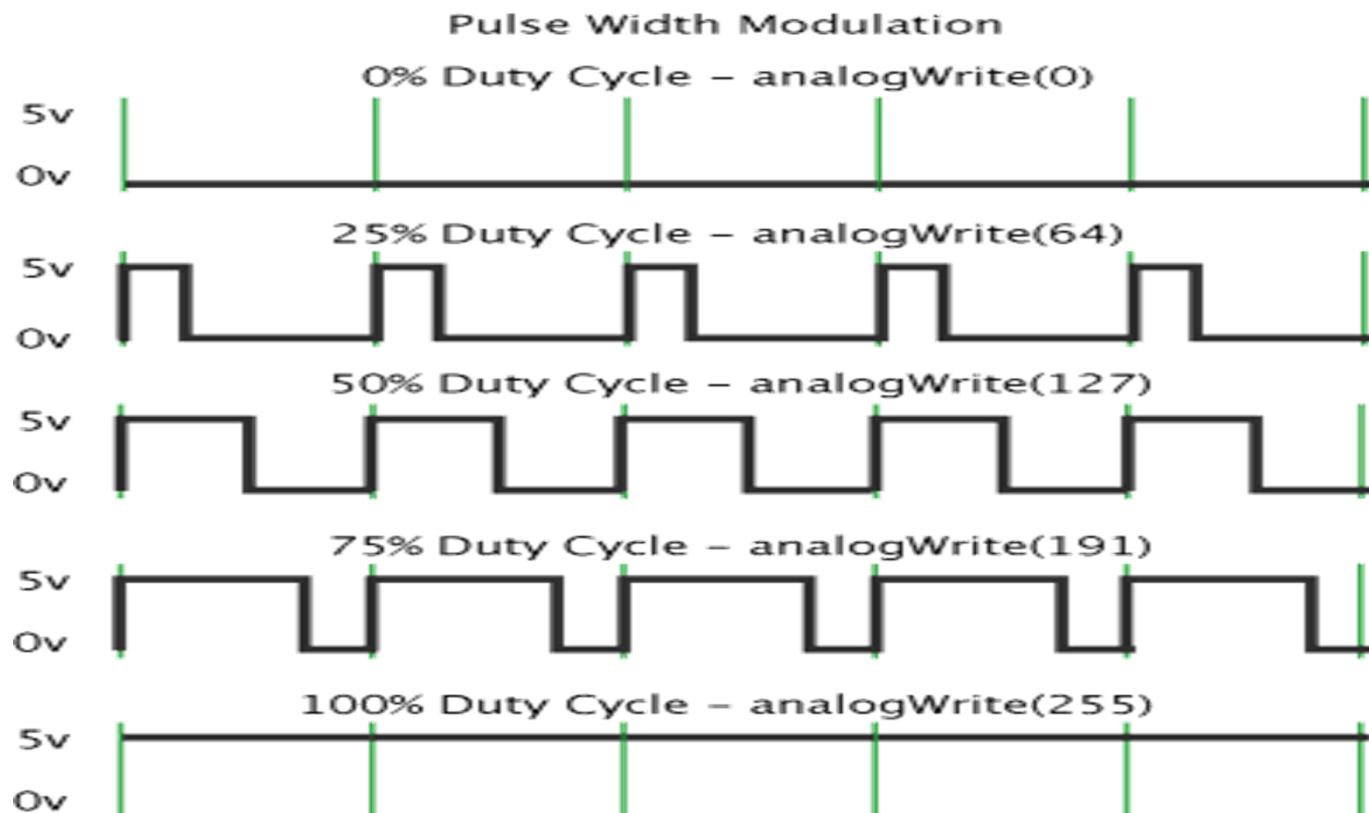 Pulse Width Modulation
0% Duty Cycle – analogWrite(0)
5v
0v
25% Duty Cycle – analogWrite(64)
5v
0v
50% Duty Cycle – analogWrite(127)
5v
0v
75% Duty Cycle – analogWrite(191)
5v
0v
100% Duty Cycle – analogWrite(255)
5v
0v